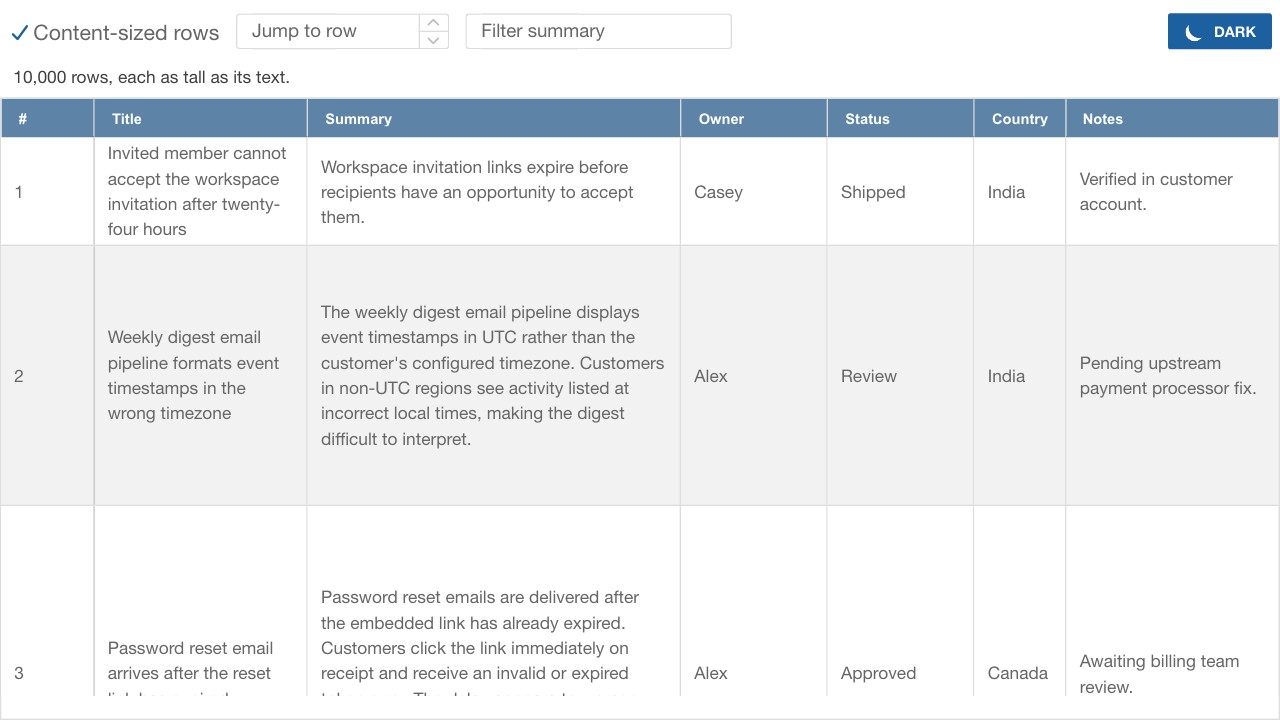 Content-sized rows
Jump to row
Filter summary
DARK
10,000 rows, each as tall as its text.
# Title Summary Owner Status Country Notes
1
Invited member cannot
accept the workspace
invitation after twenty-
four hours
Workspace invitation links expire before
recipients have an opportunity to accept
them.
Casey
Shipped
India
Verified in customer
account.
2
Weekly digest email
pipeline formats event
timestamps in the
wrong timezone
The weekly digest email pipeline displays
event timestamps in UTC rather than the
customer's configured timezone. Customers
in non-UTC regions see activity listed at
incorrect local times, making the digest
difficult to interpret.
Alex
Review
India
Pending upstream
payment processor fix.
3
Password reset email
arrives after the reset
Password reset emails are delivered after
the embedded link has already expired.
Customers click the link immediately on
receipt and receive an invalid or expired
Alex
Approved
Canada
Awaiting billing team
review.